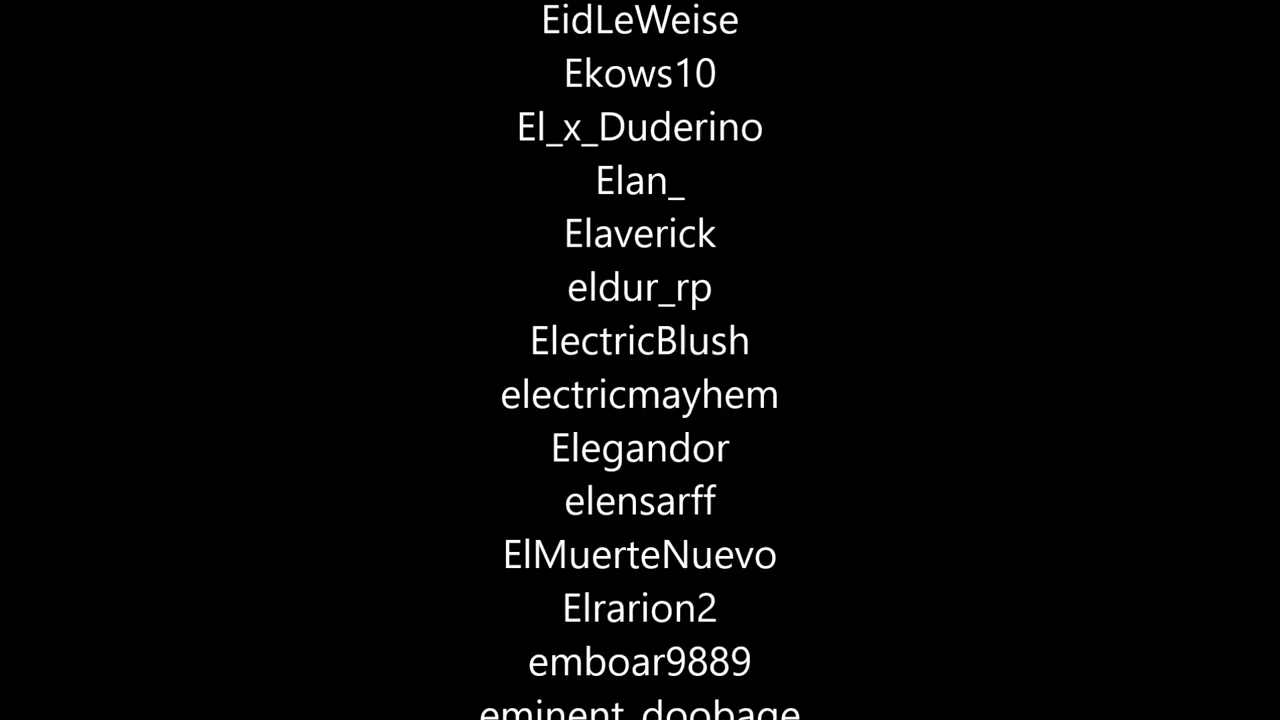 EidLeWeise
Ekows10
El_x_Duderino
Elan_
Elaverick
eldur_rp
ElectricBlush
electricmayhem
Elegandor
elensarff
ElMuerteNuevo
Elrarion2
emboar9889
eminent_doobage